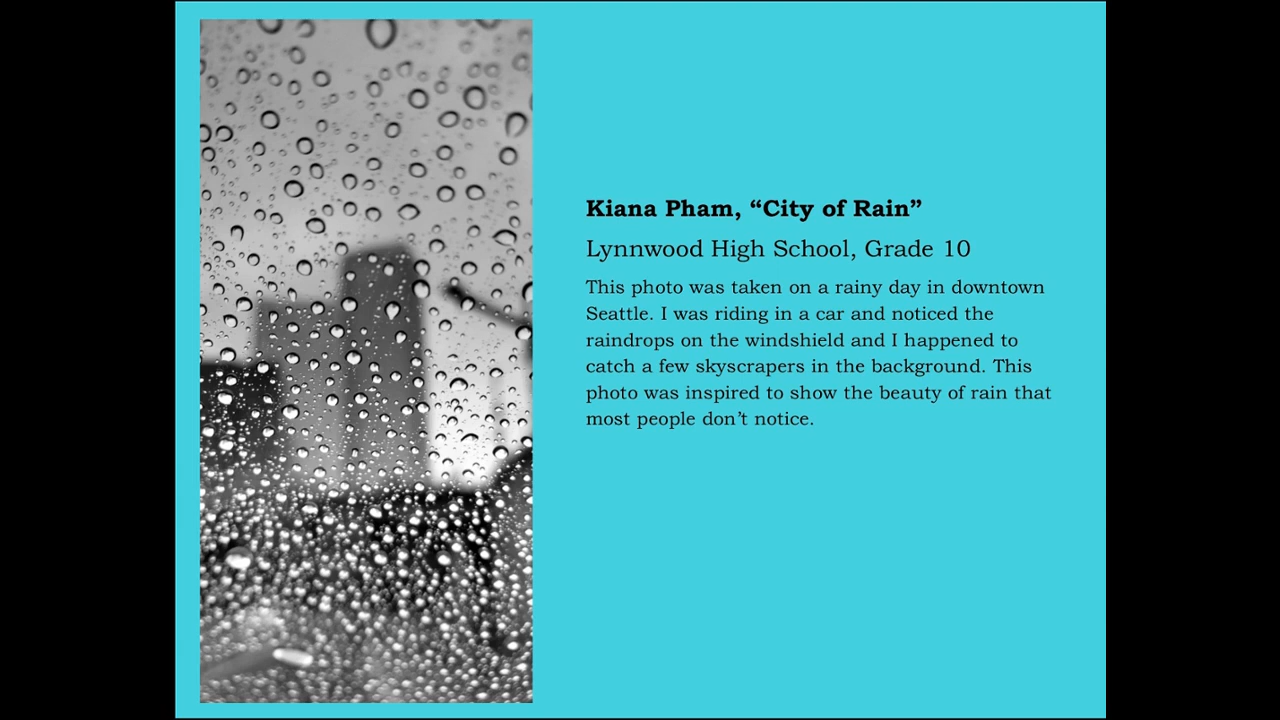 Kiana Pham, “City of Rain”
Lynnwood High School, Grade 10
This photo was taken on a rainy day in downtown
Seattle. I was riding in a car and noticed the
raindrops on the windshield and I happened to
catch a few skyscrapers in the background. This
photo was inspired to show the beauty of rain that
most people don’t notice.